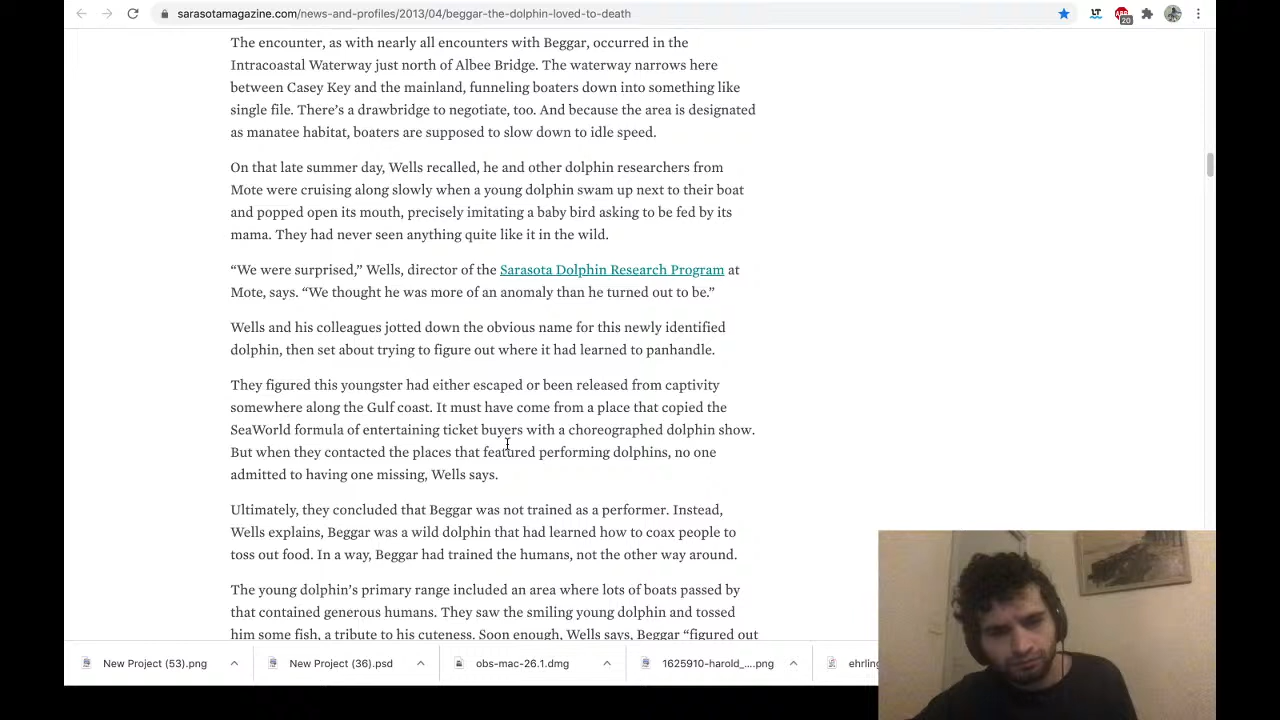 sarasotamagazine.com/news-and-profiles/2013/04/beggar-the-dolphin-loved-to-death
LT
20
The encounter, as with nearly all encounters with Beggar, occurred in the
Intracoastal Waterway just north of Albee Bridge. The waterway narrows here
between Casey Key and the mainland, funneling boaters down into something like
single file. There’s a drawbridge to negotiate, too. And because the area is designated
as manatee habitat, boaters are supposed to slow down to idle speed.
On that late summer day, Wells recalled, he and other dolphin researchers from
Mote were cruising along slowly when a young dolphin swam up next to their boat
and popped open its mouth, precisely imitating a baby bird asking to be fed by its
mama. They had never seen anything quite like it in the wild.
“We were surprised,” Wells, director of the Sarasota Dolphin Research Program at
Mote, says. “We thought he was more of an anomaly than he turned out to be.”
Wells and his colleagues jotted down the obvious name for this newly identified
dolphin, then set about trying to figure out where it had learned to panhandle.
They figured this youngster had either escaped or been released from captivity
somewhere along the Gulf coast. It must have come from a place that copied the
SeaWorld formula of entertaining ticket buyers with a choreographed dolphin show.
But when they contacted the places that featured performing dolphins, no one
admitted to having one missing, Wells says.
Ultimately, they concluded that Beggar was not trained as a performer. Instead,
Wells explains, Beggar was a wild dolphin that had learned how to coax people to
toss out food. In a way, Beggar had trained the humans, not the other way around.
The young dolphin’s primary range included an area where lots of boats passed by
that contained generous humans. They saw the smiling young dolphin and tossed
him some fish, a tribute to his cuteness. Soon enough, Wells says, Beggar “figured out
New Project (53).png
New Project (36).psd
obs-mac-26.1.dmg
1625910-harold_....png
ehrling